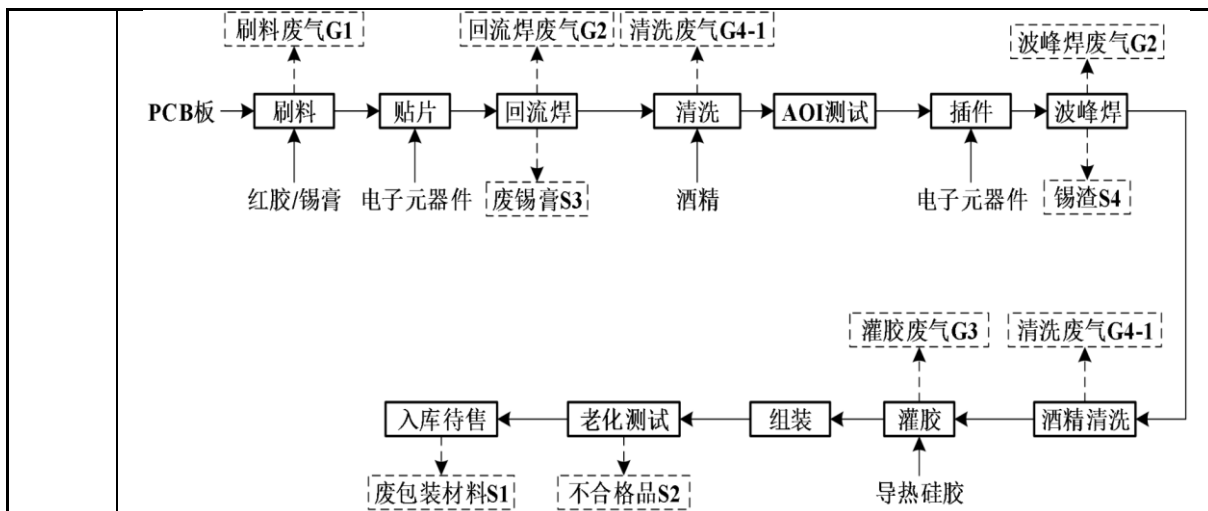 刷料废气G1
回流焊废气G2
清洗废气G4-1
波峰焊废气G2
PCB板
刷料
贴片
回流焊
清洗
AOI测试
插件
波峰焊
红胶/锡膏
电子元器件
废锡膏S3
酒精
电子元器件
锡渣S4
灌胶废气G3
清洗废气G4-1
入库待售
老化测试
组装
灌胶
酒精清洗
废包装材料S1
不合格品S2
导热硅胶